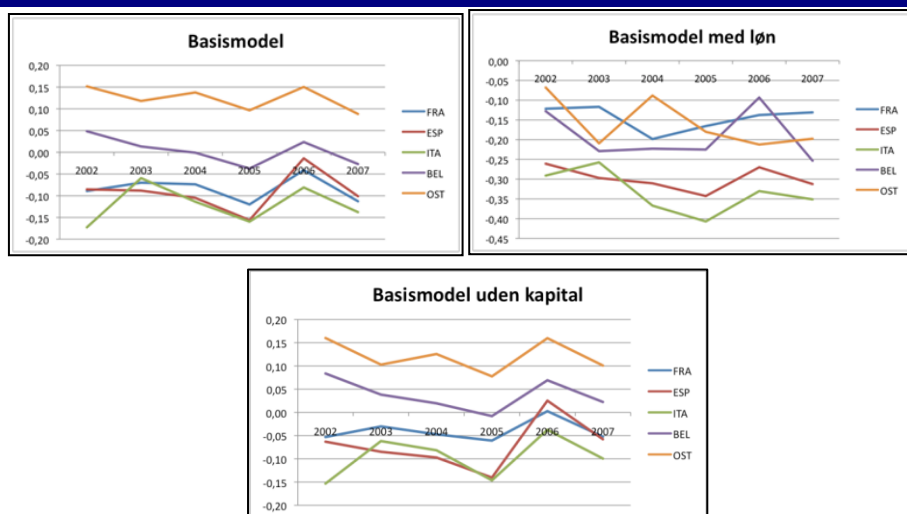 Basismodel
0,20
0,15
0,10
0,05
0,00
-0,05
-0,10
-0,15
-0,20
2002 2003 2004 2005 2006 2007
FRA
ESP
ITA
BEL
OST
Basismodel med løn
0,00
-0,05
-0,10
-0,15
-0,20
-0,25
-0,30
-0,35
-0,40
-0,45
2002 2003 2004 2005 2006 2007
FRA
ESP
ITA
BEL
OST
Basismodel uden kapital
0,20
0,15
0,10
0,05
0,00
-0,05
-0,10
-0,15
-0,20
2002 2003 2004 2005 2006 2007
FRA
ESP
ITA
BEL
OST